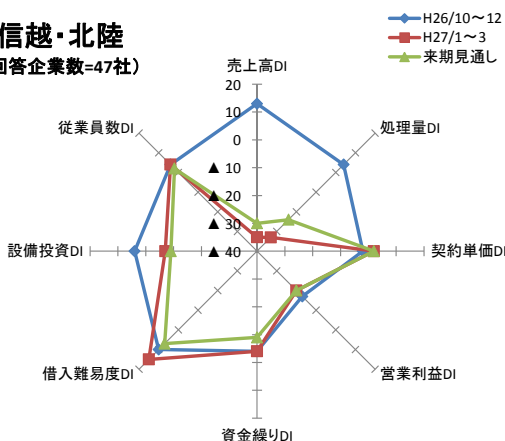 信越・北陸
回答企業数=47社）
H26/10～12
H27/1～3
来期見通し
売上高DI
処理量DI
契約単価DI
営業利益DI
資金繰りDI
借入難易度DI
設備投資DI
従業員数DI
20
10
0
▲ 10
▲ 20
▲ 30
▲ 40